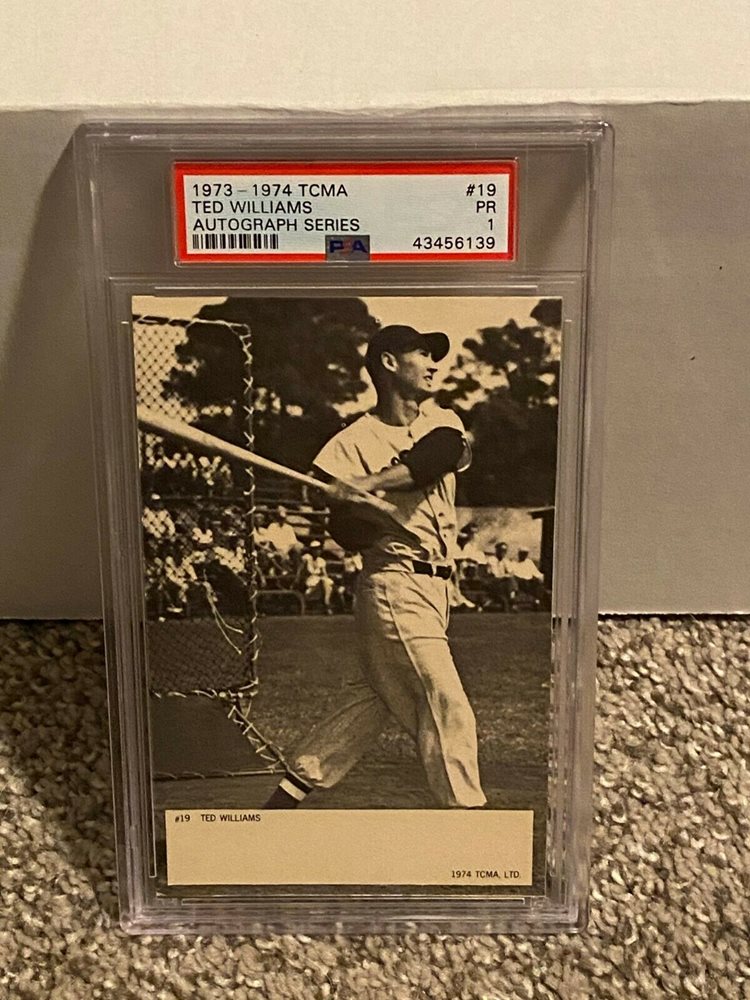 1973 – 1974 TCMA #19
TED WILLIAMS PR
AUTOGRAPH SERIES 1
PSA 43456139
#19 TED WILLIAMS
1974 TCMA, LTD.